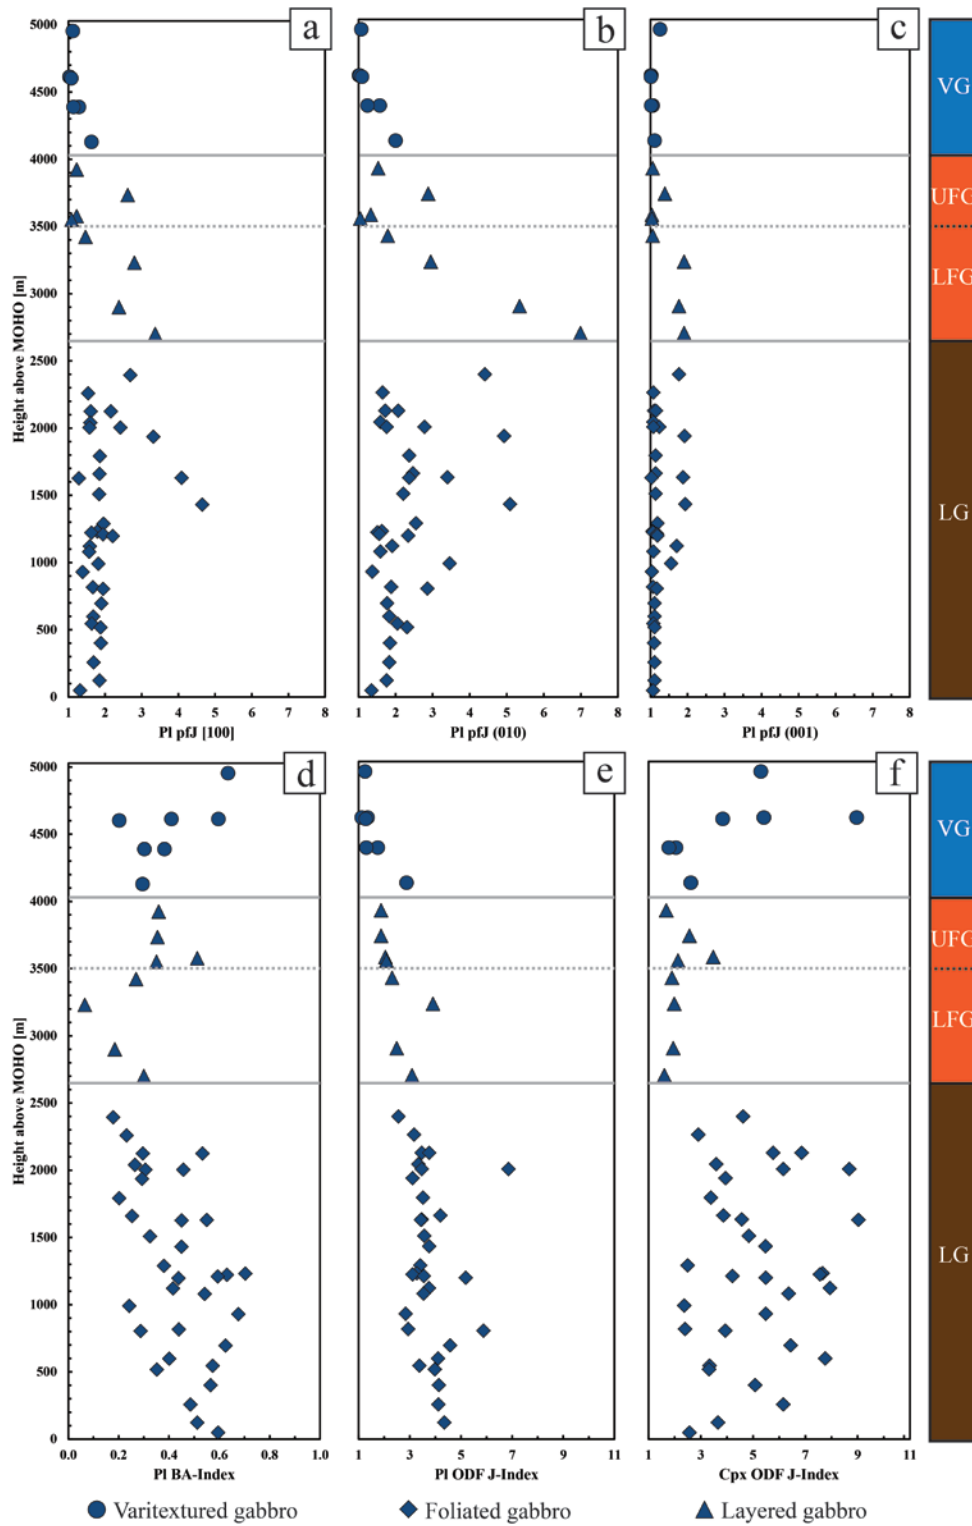 a
b
c
5000
4500
4000
3500
3000
2500
2000
1500
1000
500
0
Height above MOHO [m]
1 2 3 4 5 6 7 8
1 2 3 4 5 6 7 8
1 2 3 4 5 6 7 8
Pl pfJ [100]
Pl pfJ (010)
Pl pfJ (001)
VG
UFG
LFG
LG
d
e
f
5000
4500
4000
3500
3000
2500
2000
1500
1000
500
0
Height above MOHO [m]
0.0 0.2 0.4 0.6 0.8 1.0
1 3 5 7 9 11
1 3 5 7 9 11
Pl BA-Index
Pl ODF J-Index
Cpx ODF J-Index
VG
UFG
LFG
LG
Varitextured gabbro
Foliated gabbro
Layered gabbro